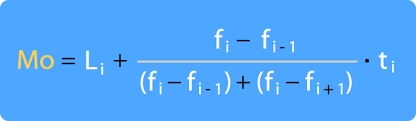 Mo = Lᵢ + (fᵢ − fᵢ₋₁) / ((fᵢ − fᵢ₋₁) + (fᵢ − fᵢ₊₁)) · tᵢ